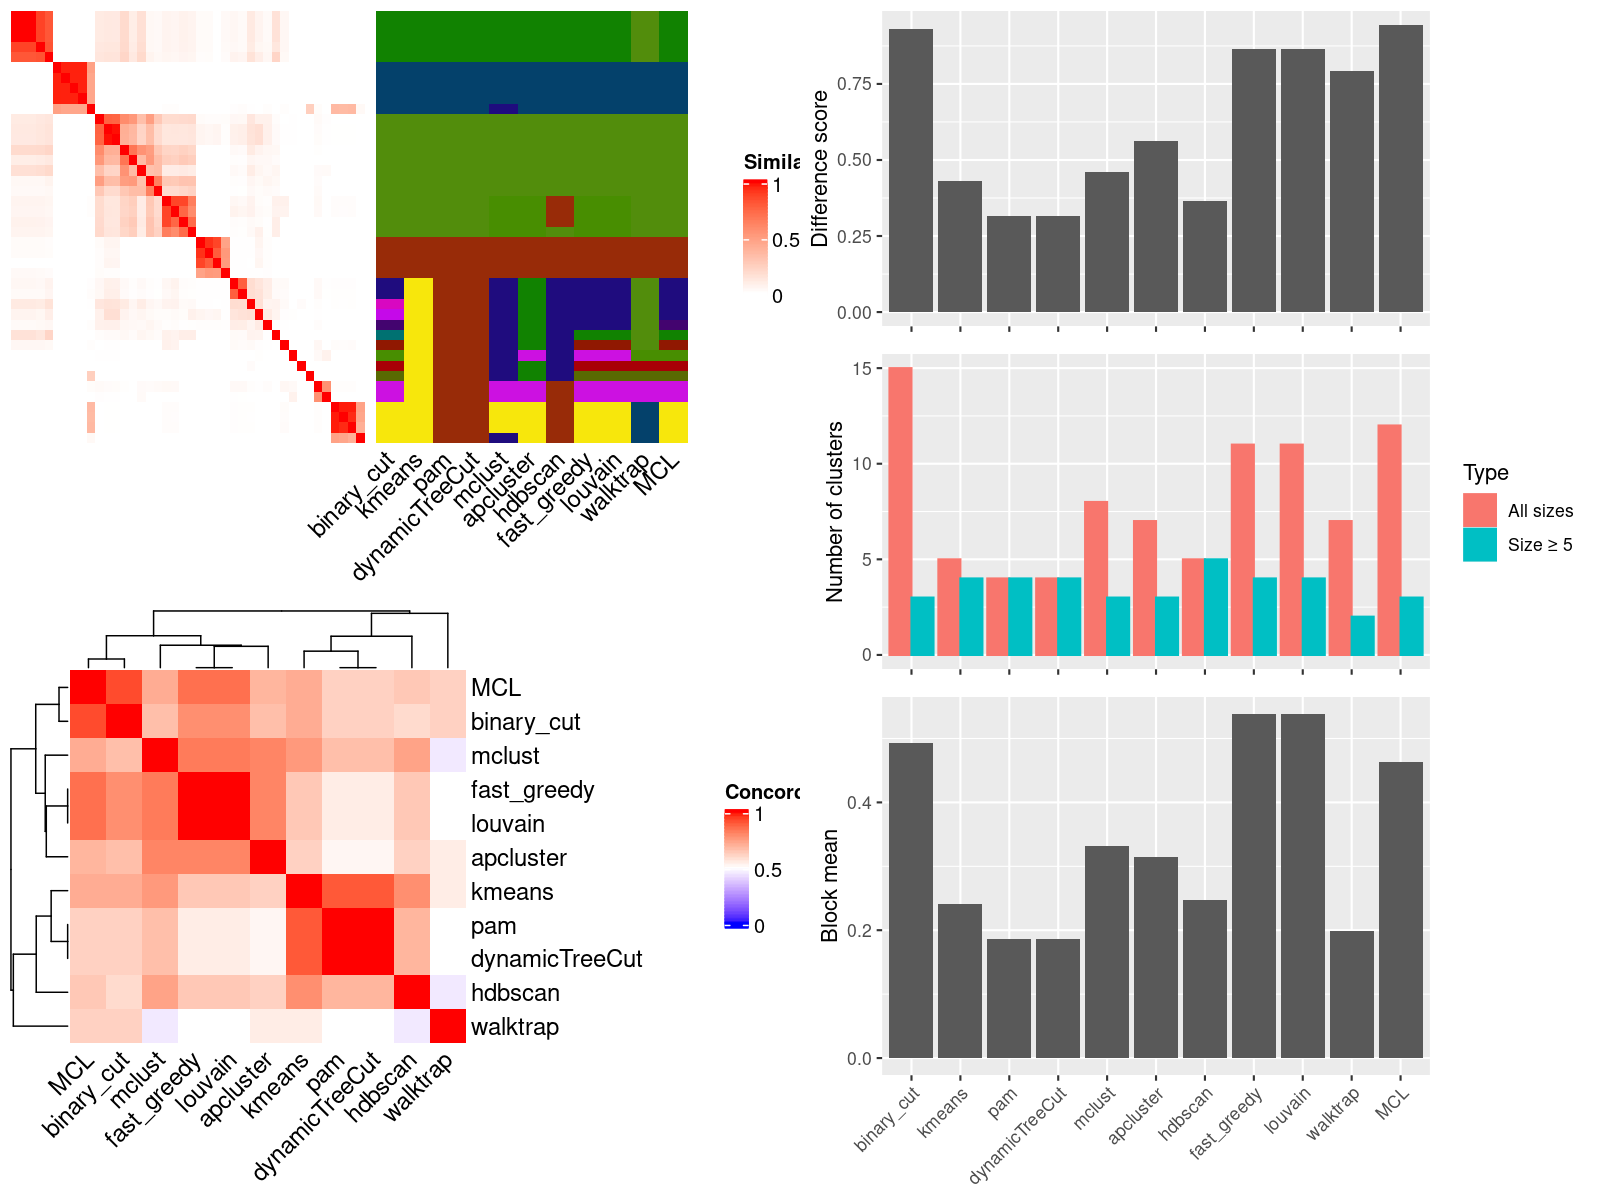 Simila
1
0.5
0
binary_cut
kmeans
pam
dynamicTreeCut
mclust
apcluster
hdbscan
fast_greedy
louvain
walktrap
MCL
MCL
binary_cut
mclust
fast_greedy
louvain
apcluster
kmeans
pam
dynamicTreeCut
hdbscan
walktrap
MCL
binary_cut
mclust
fast_greedy
louvain
apcluster
kmeans
pam
dynamicTreeCut
hdbscan
walktrap
Concord
1
0.5
0
Difference score
0.75
0.50
0.25
0.00
Number of clusters
15
10
5
0
Type
All sizes
Size ≥ 5
Block mean
0.4
0.2
0.0
binary_cut
kmeans
pam
dynamicTreeCut
mclust
apcluster
hdbscan
fast_greedy
louvain
walktrap
MCL